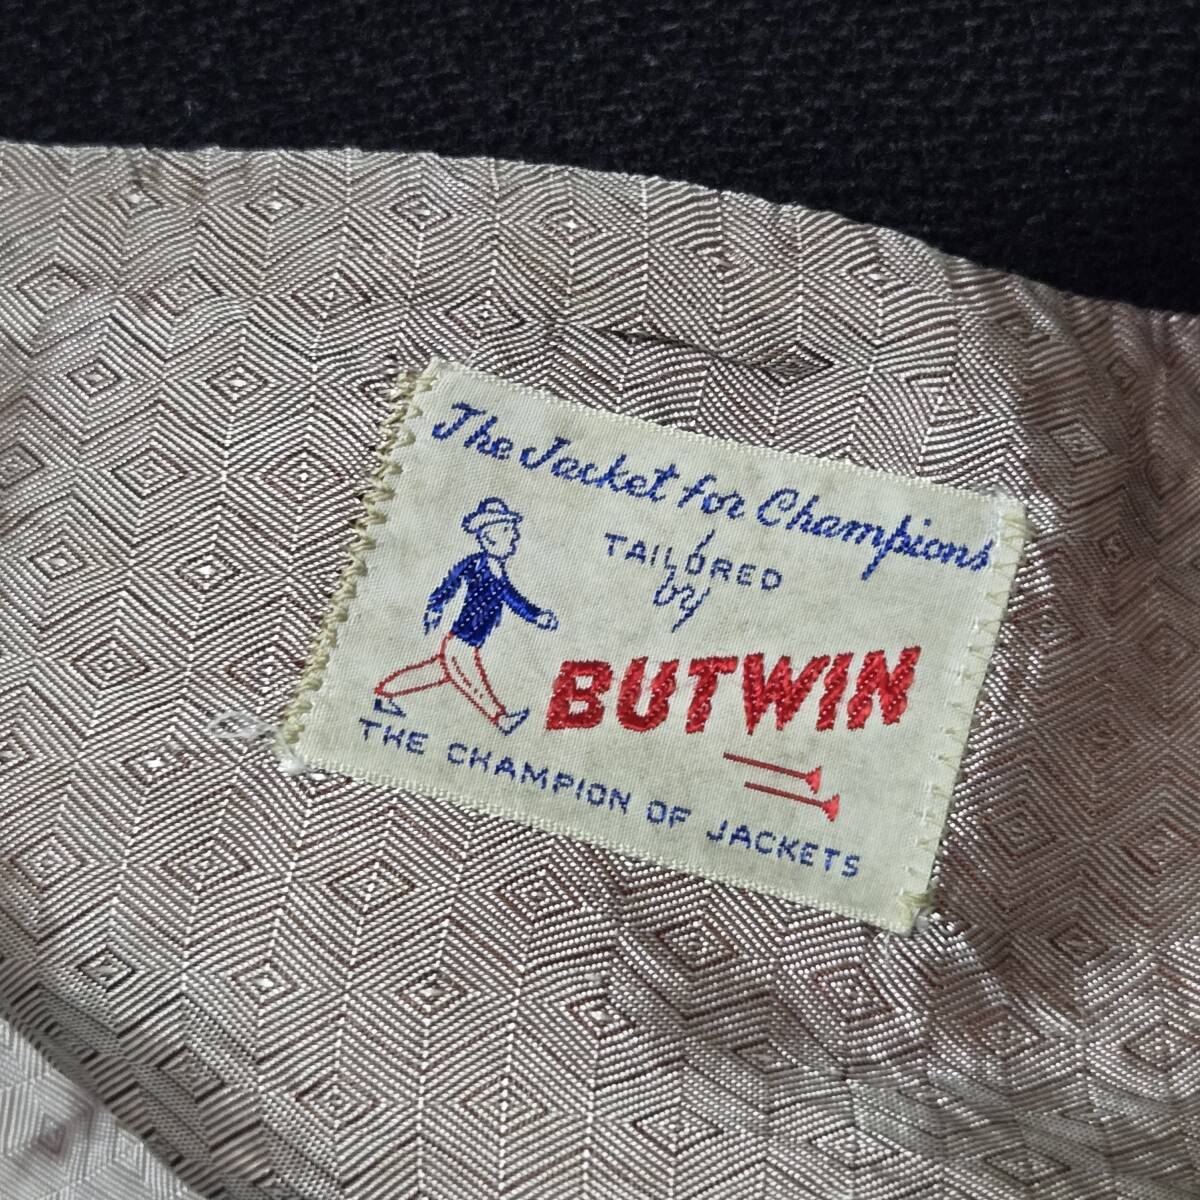 The Jacket for Champions
TAILORED
by
BUTWIN
THE CHAMPION OF JACKETS